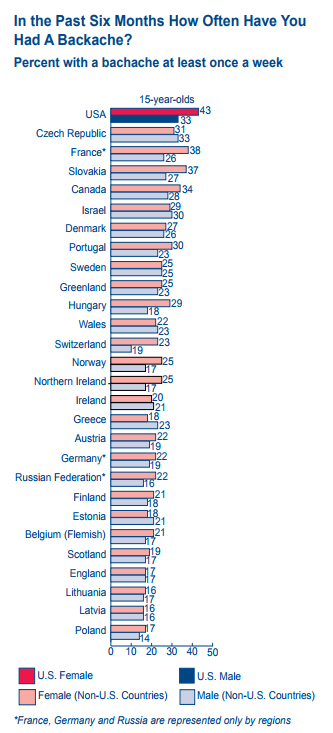 In the Past Six Months How Often Have You
Had A Backache?
Percent with a bachache at least once a week
15-year-olds
USA 43
33
Czech Republic 31
33
France* 38
26
Slovakia 37
27
Canada 34
28
Israel 29
30
Denmark 27
26
Portugal 30
23
Sweden 25
25
Greenland 25
23
Hungary 29
18
Wales 22
23
Switzerland 23
19
Norway 25
17
Northern Ireland 25
17
Ireland 20
21
Greece 18
23
Austria 22
19
Germany* 22
19
Russian Federation* 22
16
Finland 21
18
Estonia 18
21
Belgium (Flemish) 21
17
Scotland 19
17
England 17
17
Lithuania 16
17
Latvia 16
16
Poland 17
14
0 10 20 30 40 50
U.S. Female U.S. Male
Female (Non-U.S. Countries) Male (Non-U.S. Countries)
*France, Germany and Russia are represented only by regions